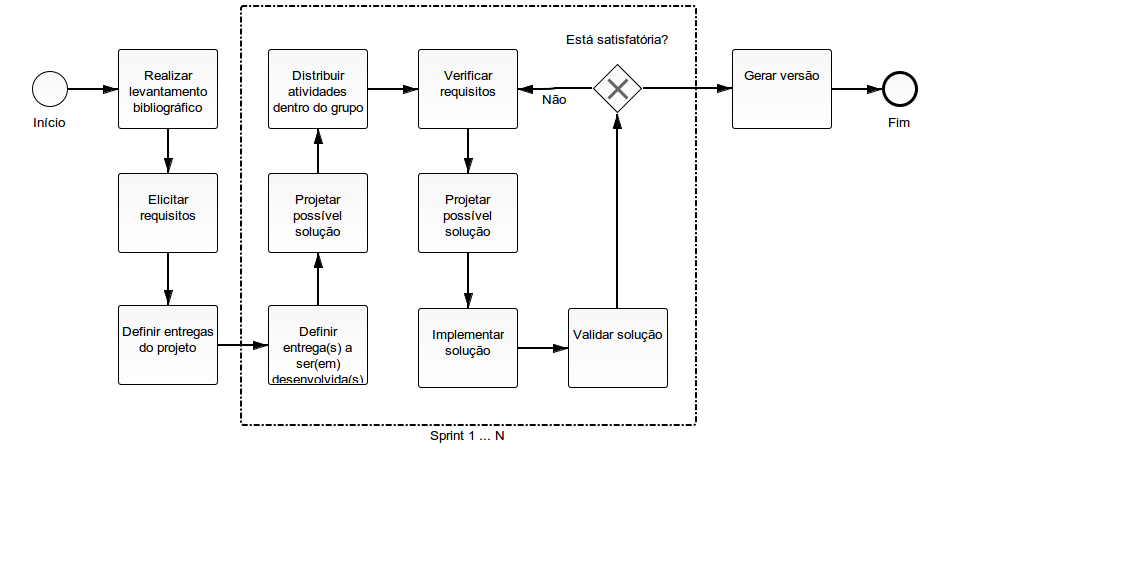 Está satisfatória?
Início
Realizar
levantamento
bibliográfico
Elicitar
requisitos
Definir entregas
do projeto
Definir
entrega(s) a
ser(em)
desenvolvida(s)
Projetar
possível
solução
Distribuir
atividades
dentro do grupo
Verificar
requisitos
Projetar
possível
solução
Implementar
solução
Validar solução
Não
Gerar versão
Fim
Sprint 1 ... N